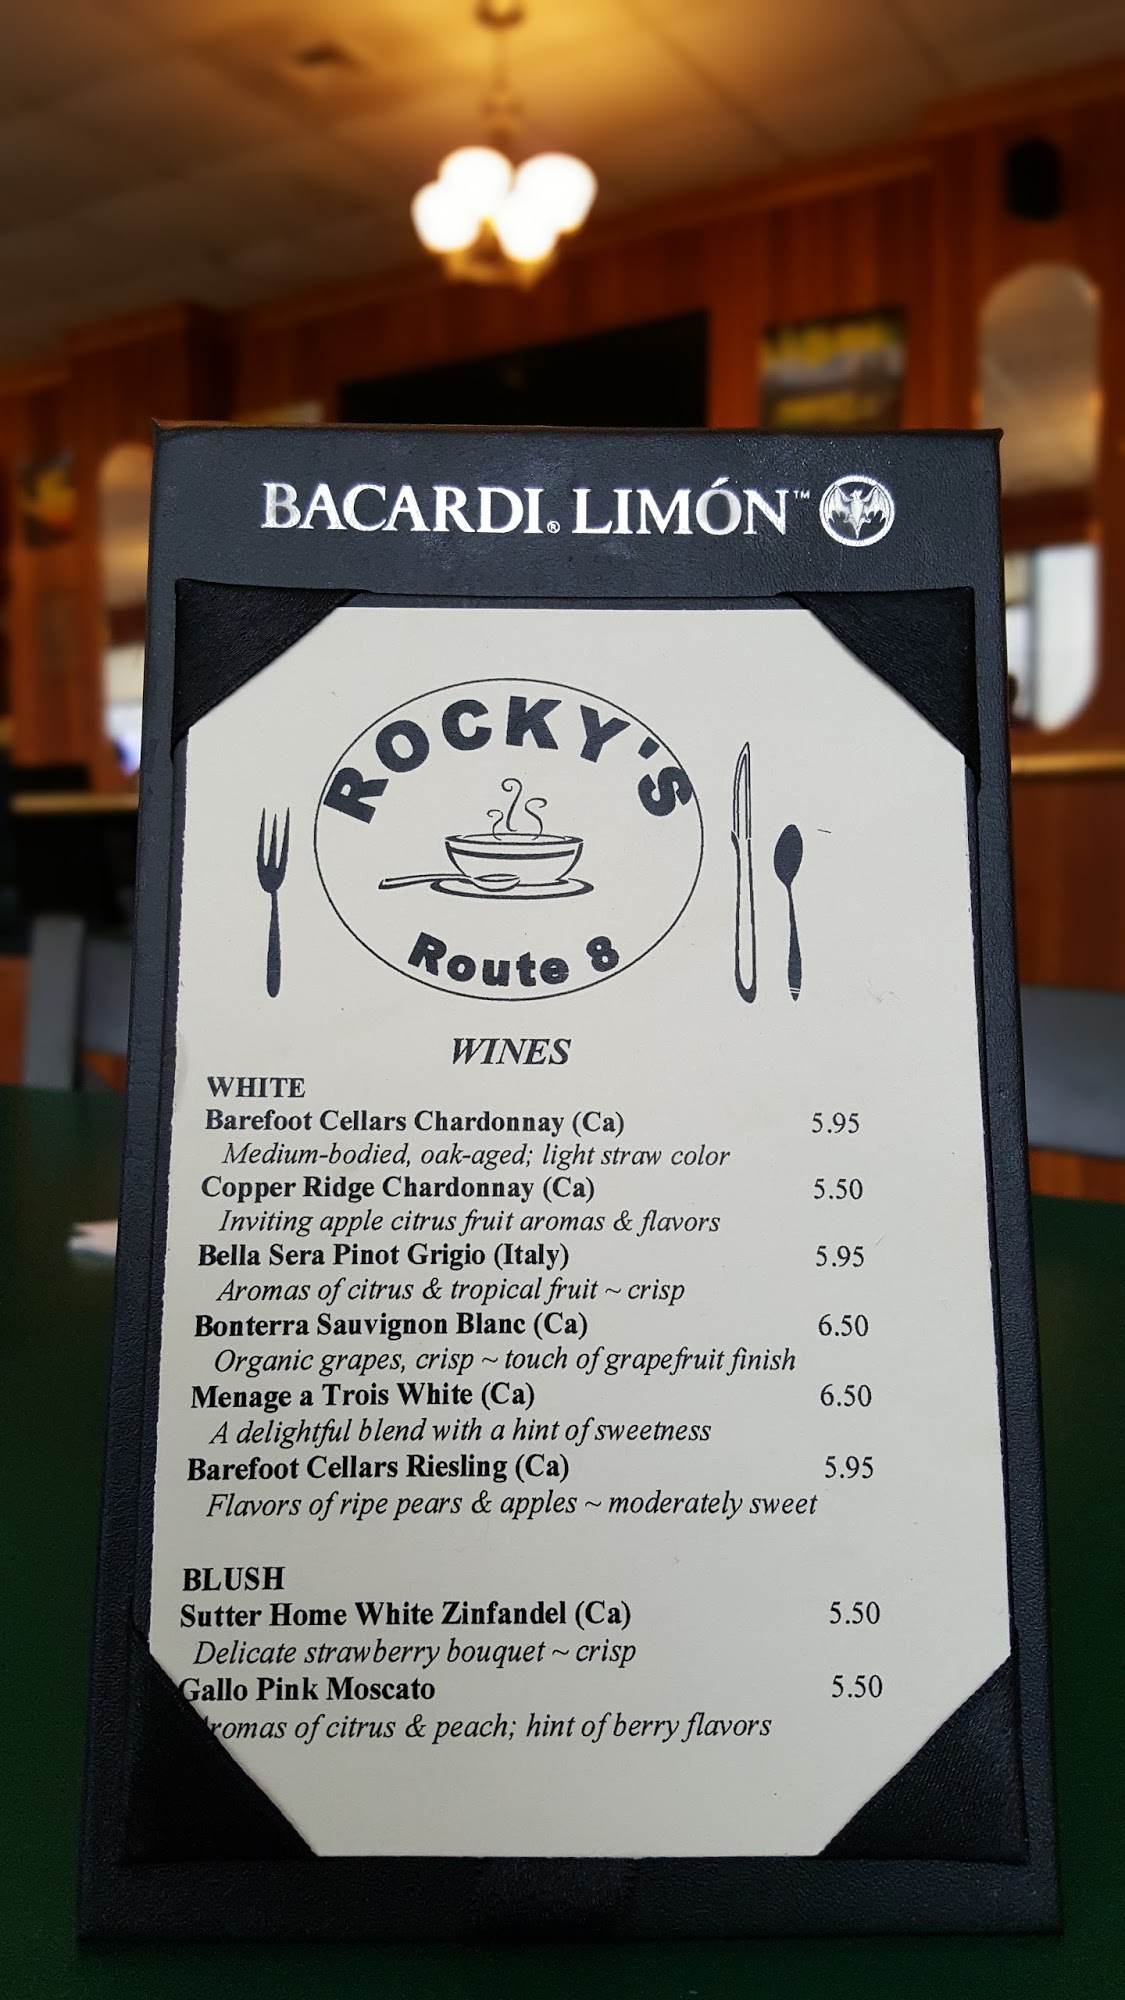 BACARDI® LIMÓN™
ROCKY'S
Route 8
WINES
WHITE
Barefoot Cellars Chardonnay (Ca) 5.95
Medium-bodied, oak-aged; light straw color
Copper Ridge Chardonnay (Ca) 5.50
Inviting apple citrus fruit aromas & flavors
Bella Sera Pinot Grigio (Italy) 5.95
Aromas of citrus & tropical fruit ~ crisp
Bonterra Sauvignon Blanc (Ca) 6.50
Organic grapes, crisp ~ touch of grapefruit finish
Menage a Trois White (Ca) 6.50
A delightful blend with a hint of sweetness
Barefoot Cellars Riesling (Ca) 5.95
Flavors of ripe pears & apples ~ moderately sweet
BLUSH
Sutter Home White Zinfandel (Ca) 5.50
Delicate strawberry bouquet ~ crisp
Gallo Pink Moscato 5.50
Aromas of citrus & peach; hint of berry flavors